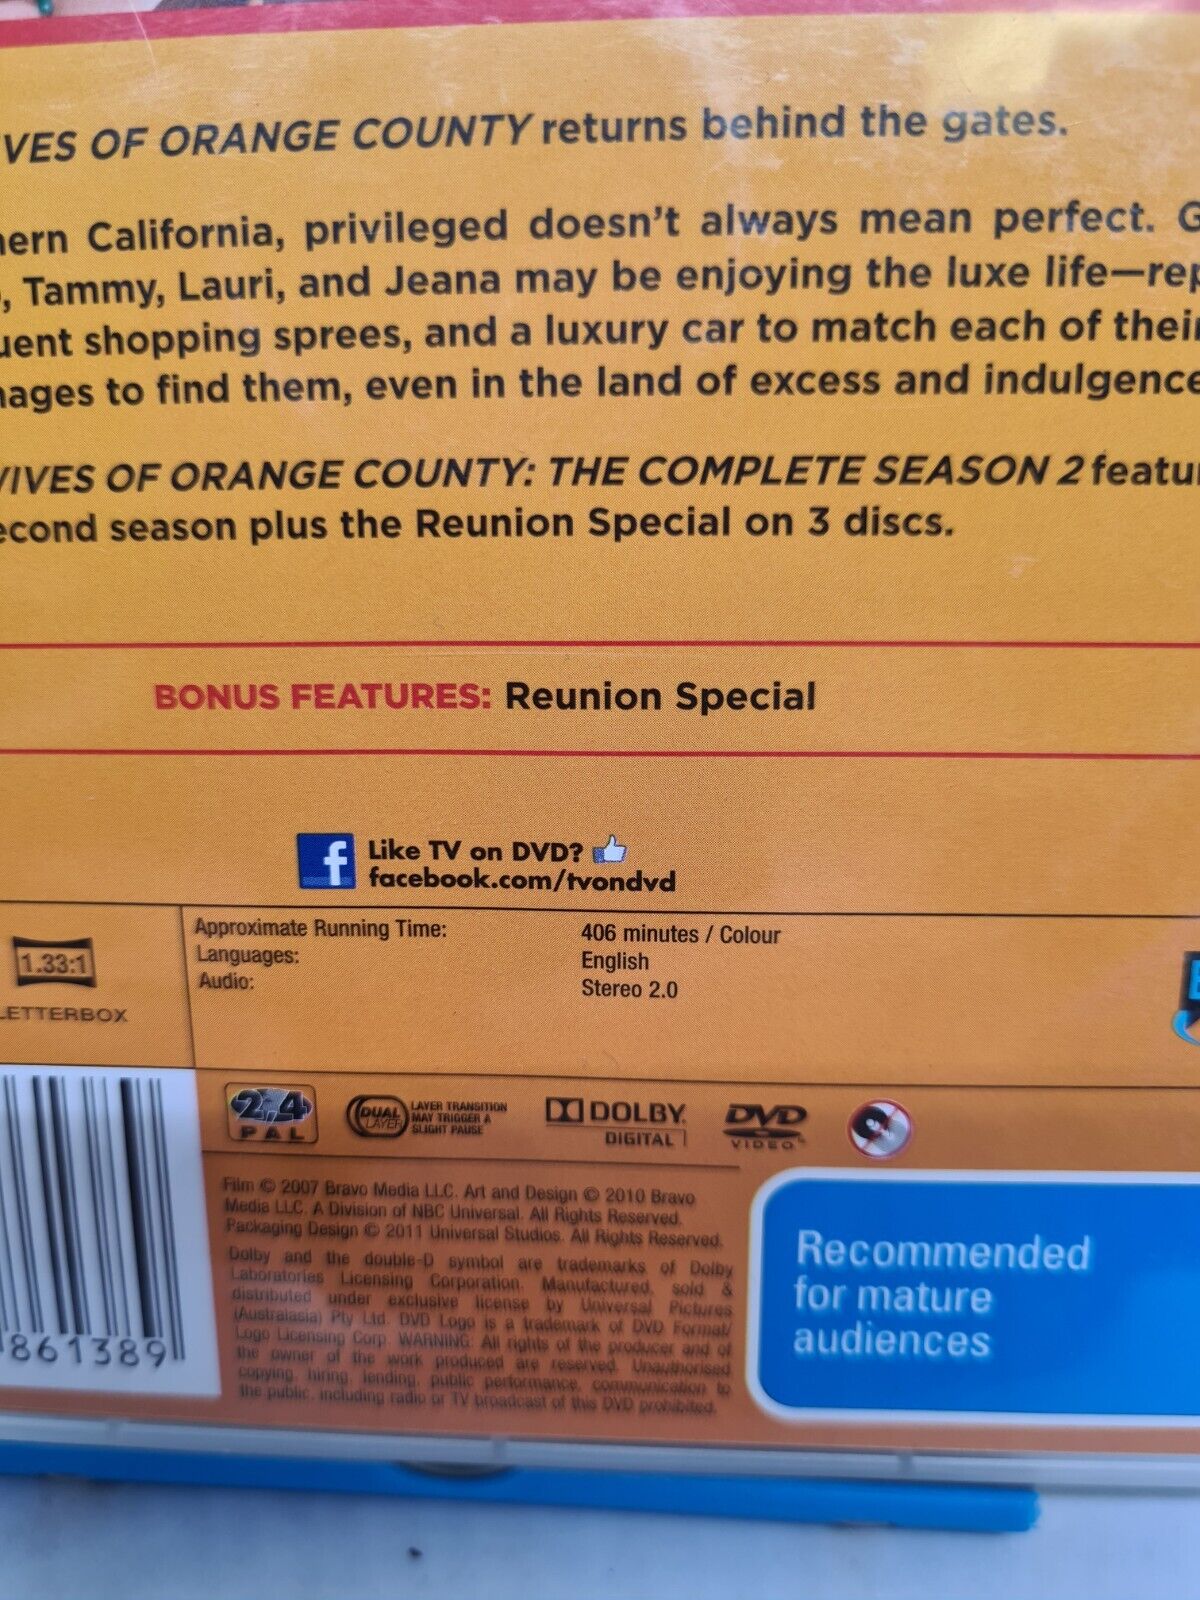 VES OF ORANGE COUNTY returns behind the gates.
ern California, privileged doesn't always mean perfect. G
, Tammy, Lauri, and Jeana may be enjoying the luxe life—rep
uent shopping sprees, and a luxury car to match each of their
nages to find them, even in the land of excess and indulgence
IVES OF ORANGE COUNTY: THE COMPLETE SEASON 2 featu
econd season plus the Reunion Special on 3 discs.
BONUS FEATURES: Reunion Special
f Like TV on DVD?
facebook.com/tvondvd
1.33:1
LETTERBOX
Approximate Running Time: 406 minutes / Colour
Languages: English
Audio: Stereo 2.0
2,4
PAL
DUAL
LAYER
LAYER TRANSITION
MAY TRIGGER A
SLIGHT PAUSE
DOLBY
DIGITAL
DVD
VIDEO
R
Film © 2007 Bravo Media LLC. Art and Design © 2010 Bravo
Media LLC. A Division of NBC Universal. All Rights Reserved.
Packaging Design © 2011 Universal Studios. All Rights Reserved.
Dolby and the double-D symbol are trademarks of Dolby
Laboratories Licensing Corporation. Manufactured, sold &
distributed under exclusive license by Universal Pictures
(Australasia) Pty Ltd. DVD Logo is a trademark of DVD Format/
Logo Licensing Corp. WARNING: All rights of the producer and of
the owner of the work produced are reserved. Unauthorised
copying, hiring, lending, public performance, communication to
the public, including radio or TV broadcast of this DVD prohibited.
861389
Recommended
for mature
audiences